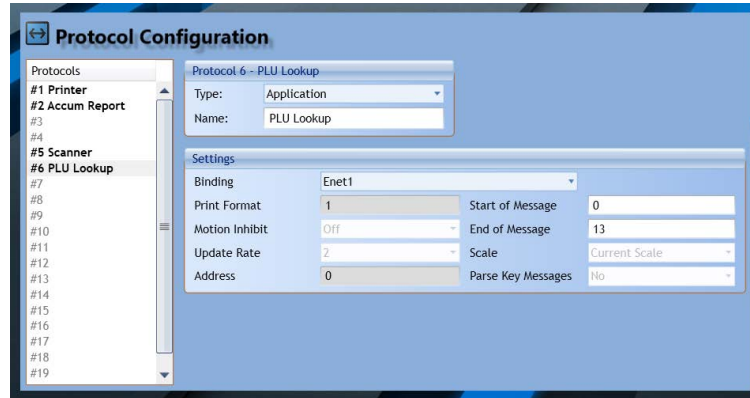 Protocol Configuration
Protocols
#1 Printer
#2 Accum Report
#3
#4
#5 Scanner
#6 PLU Lookup
#7
#8
#9
#10
#11
#12
#13
#14
#15
#16
#17
#18
#19
Protocol 6 - PLU Lookup
Type: Application
Name: PLU Lookup
Settings
Binding Enet1
Print Format 1 Start of Message 0
Motion Inhibit Off End of Message 13
Update Rate 2 Scale Current Scale
Address 0 Parse Key Messages No